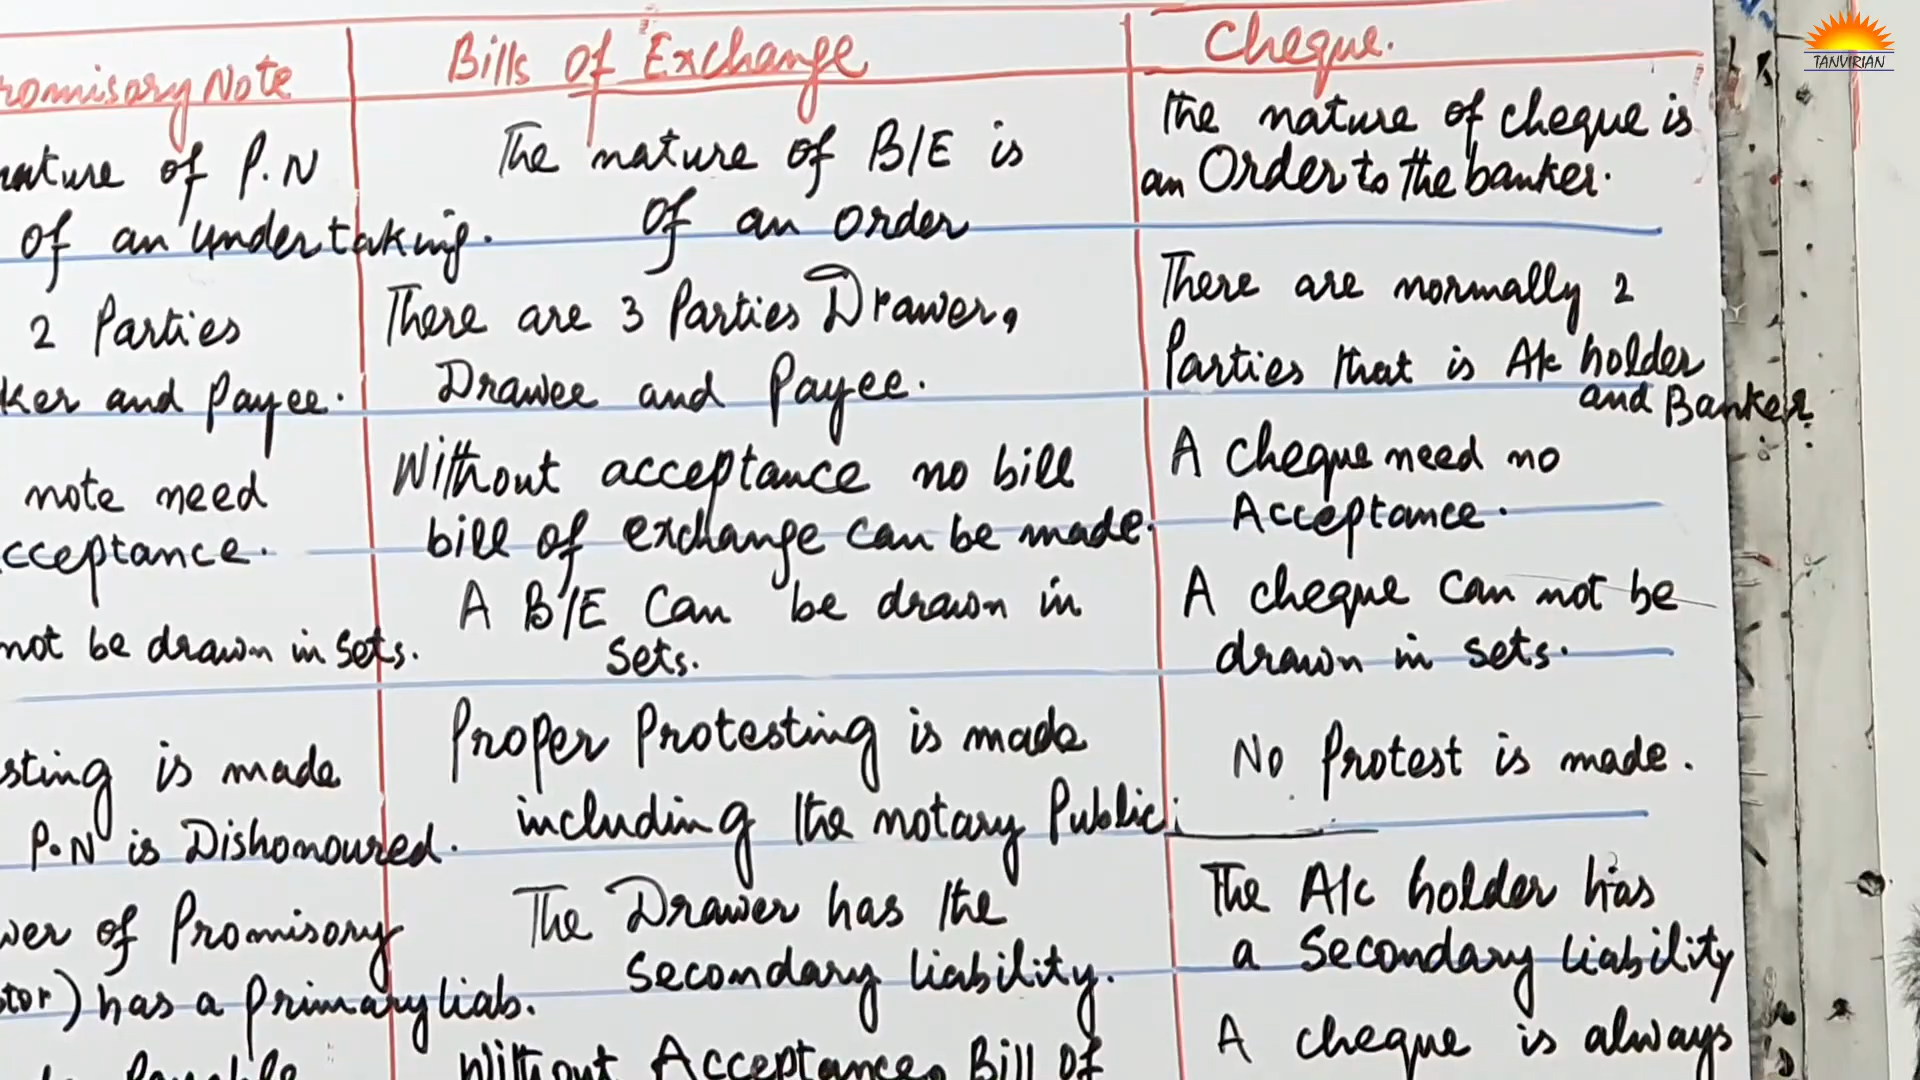 TANVIRIAN
romisory Note
Bills of Exchange
Cheque.
nature of P.N
of an undertaking.
The nature of B/E is
of an order
the nature of cheque is
an Order to the banker.
2 Parties
ker and Payee.
There are 3 Parties Drawer,
Drawee and Payee.
There are normally 2
Parties that is A/c holder
and Banker
note need
cceptance.
Without acceptance no bill
bill of exchange can be made.
A cheque need no
Acceptance.
not be drawn in sets.
A B/E can be drawn in
sets.
A cheque can not be
drawn in sets.
sting is made
P.N is Dishonoured.
Proper Protesting is made
including the notary Public.
No Protest is made.
wer of Promisory
tor) has a primary liab.
The Drawer has the
secondary liability.
The A/c holder has
a Secondary liability
Payable
Without Acceptance, Bill of
A cheque is always